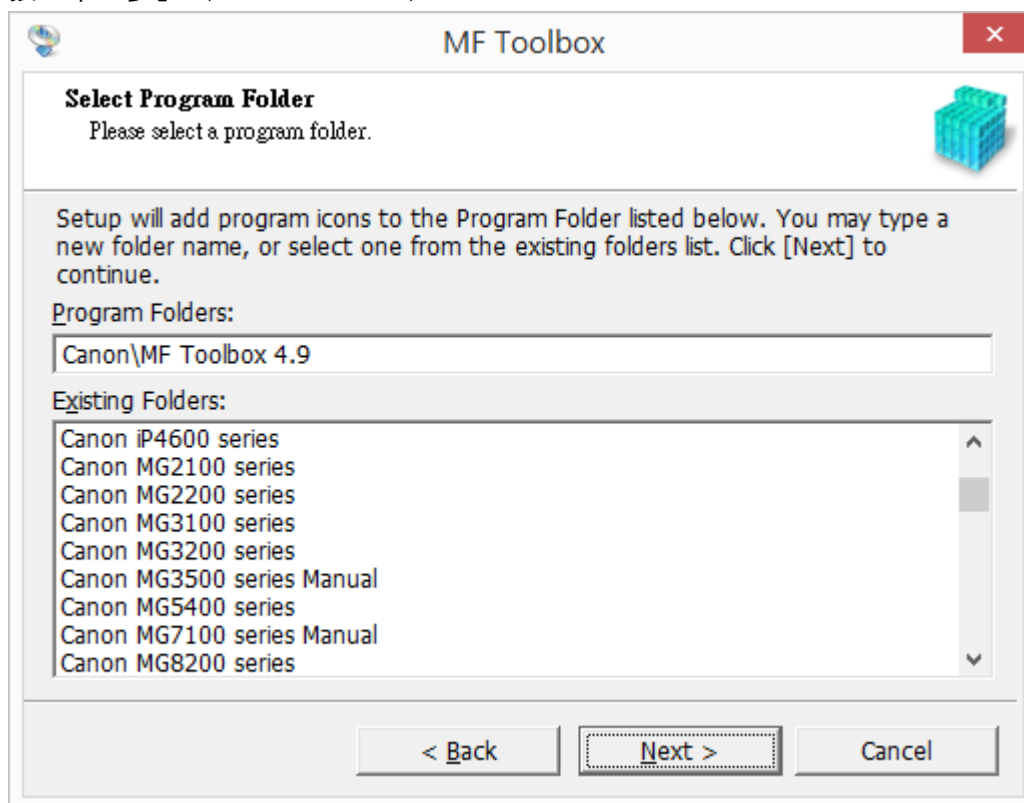 MF Toolbox
Select Program Folder
Please select a program folder.
Setup will add program icons to the Program Folder listed below. You may type a
new folder name, or select one from the existing folders list. Click [Next] to
continue.
Program Folders:
Canon\MF Toolbox 4.9
Existing Folders:
Canon iP4600 series
Canon MG2100 series
Canon MG2200 series
Canon MG3100 series
Canon MG3200 series
Canon MG3500 series Manual
Canon MG5400 series
Canon MG7100 series Manual
Canon MG8200 series
< Back
Next >
Cancel